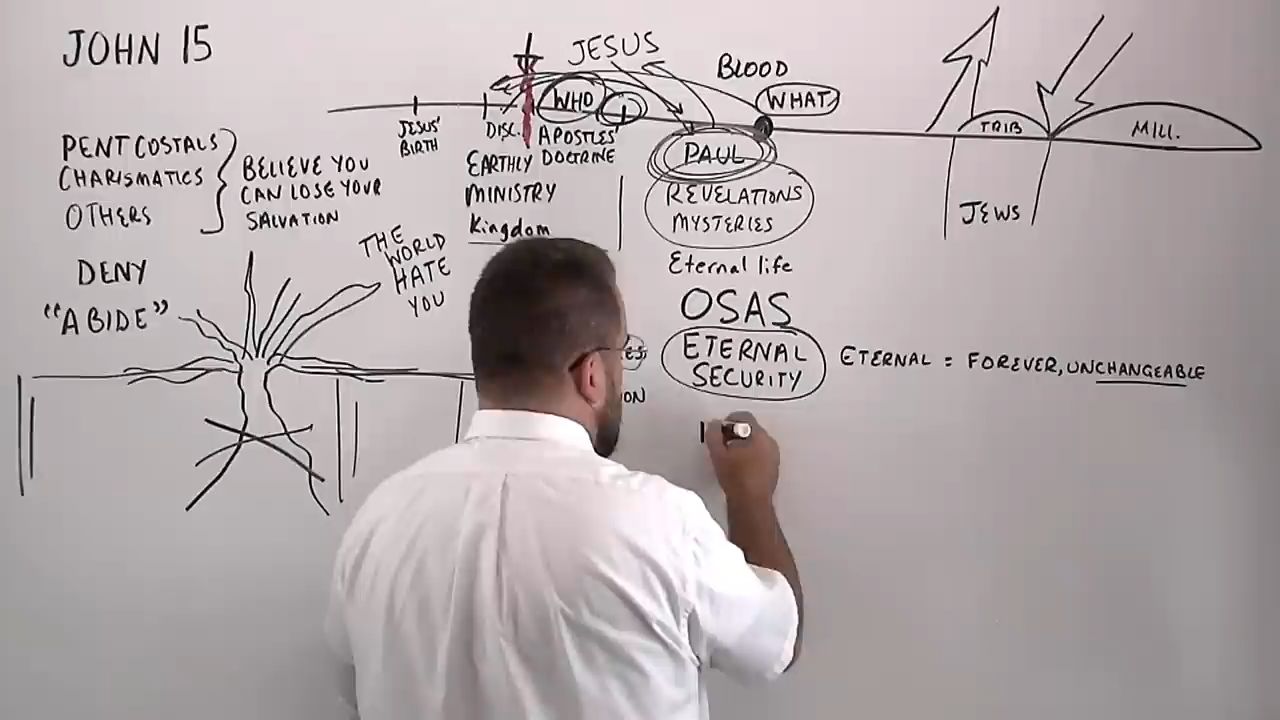 JOHN 15
JESUS
BLOOD
WHO
WHAT
JESUS'
BIRTH
DISC.
APOSTLES'
DOCTRINE
EARTHLY
MINISTRY
Kingdom
PAUL
REVELATIONS
MYSTERIES
Eternal life
OSAS
ETERNAL
SECURITY
ETERNAL = FOREVER, UNCHANGEABLE
TRIB
MILL.
JEWS
PENTCOSTALS
CHARISMATICS
OTHERS
BELIEVE YOU
CAN LOSE YOUR
SALVATION
DENY
"ABIDE"
THE
WORLD
HATE
YOU